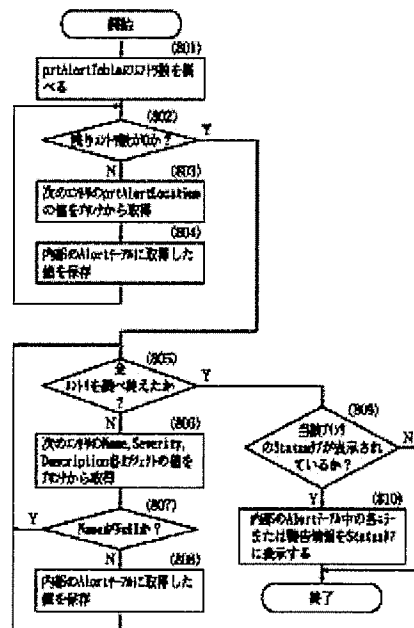 開始
(801)
prtAlertTableのエントリ数を調
べる
(802)
残りエントリ数が0か?
Y
N
(803)
次のエントリのprtAlertLocation
の値をプリンタから取得
(804)
内部のAlertテーブルに取得した
値を保存
(805)
全
エントリを調べ終えたか
?
Y
N
(806)
次のエントリのName,Severity,
Description各オブジェクトの値を
プリンタから取得
(807)
Y
N
(808)
内部のAlertテーブルに取得した
値を保存
(809)
当該プリンタ
のStatusタブが表示され
ているか?
N
Y
(810)
内部のAlertテーブル中の各エラー
または警告情報をStatusタブ
に表示する
終了